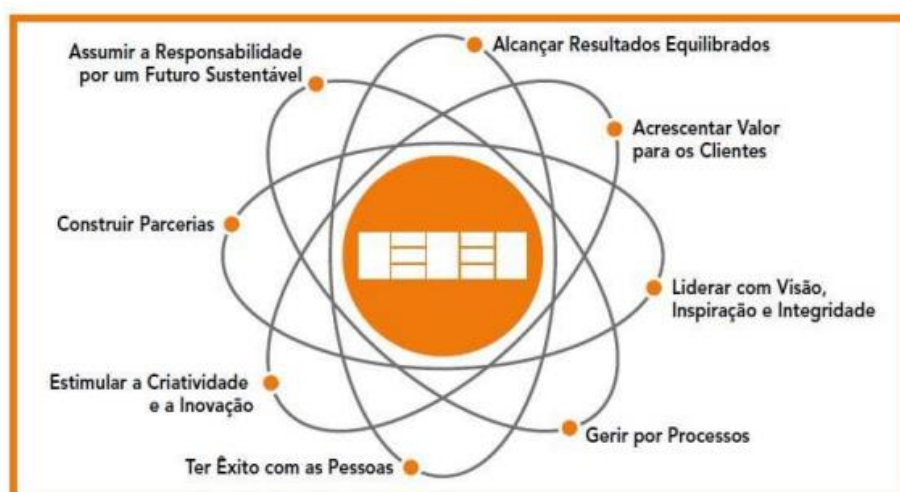 Assumir a Responsabilidade
por um Futuro Sustentável
Alcançar Resultados Equilibrados
Acrescentar Valor
para os Clientes
Construir Parcerias
Liderar com Visão,
Inspiração e Integridade
Estimular a Criatividade
e a Inovação
Gerir por Processos
Ter Êxito com as Pessoas